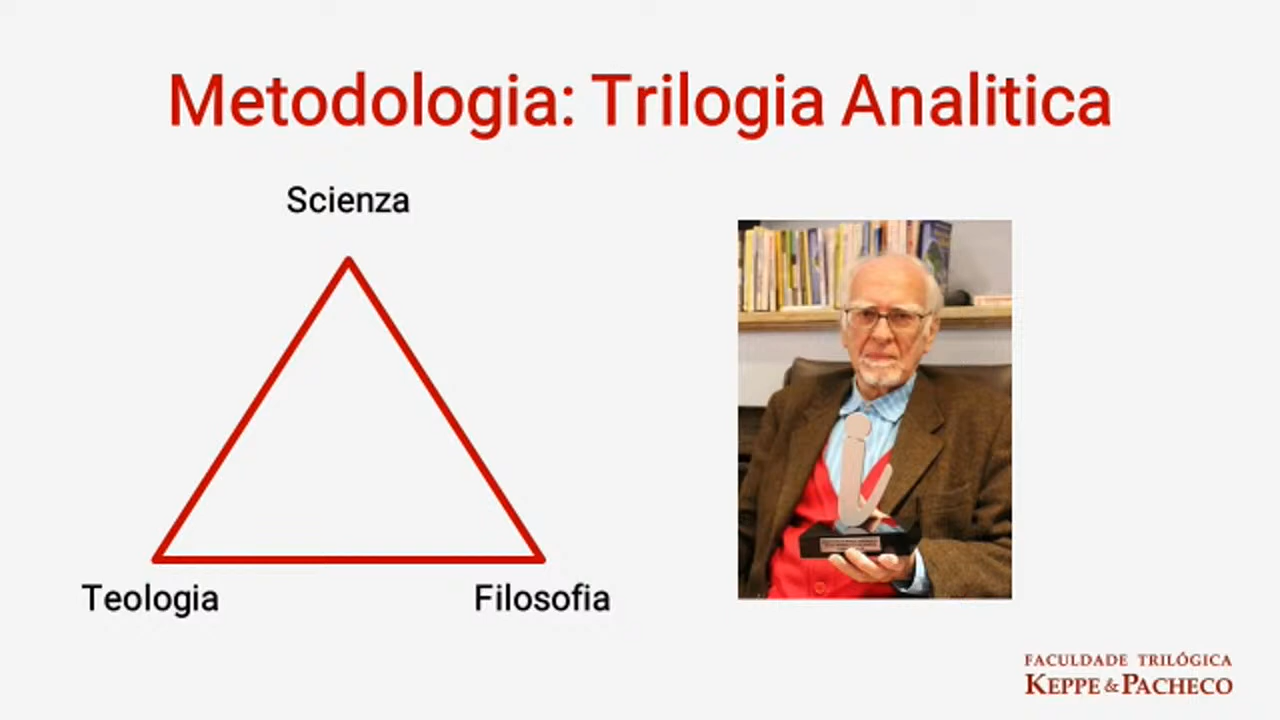 Metodologia: Trilogia Analitica
Scienza
Teologia
Filosofia
FACULDADE TRILÓGICA
KEPPE & PACHECO